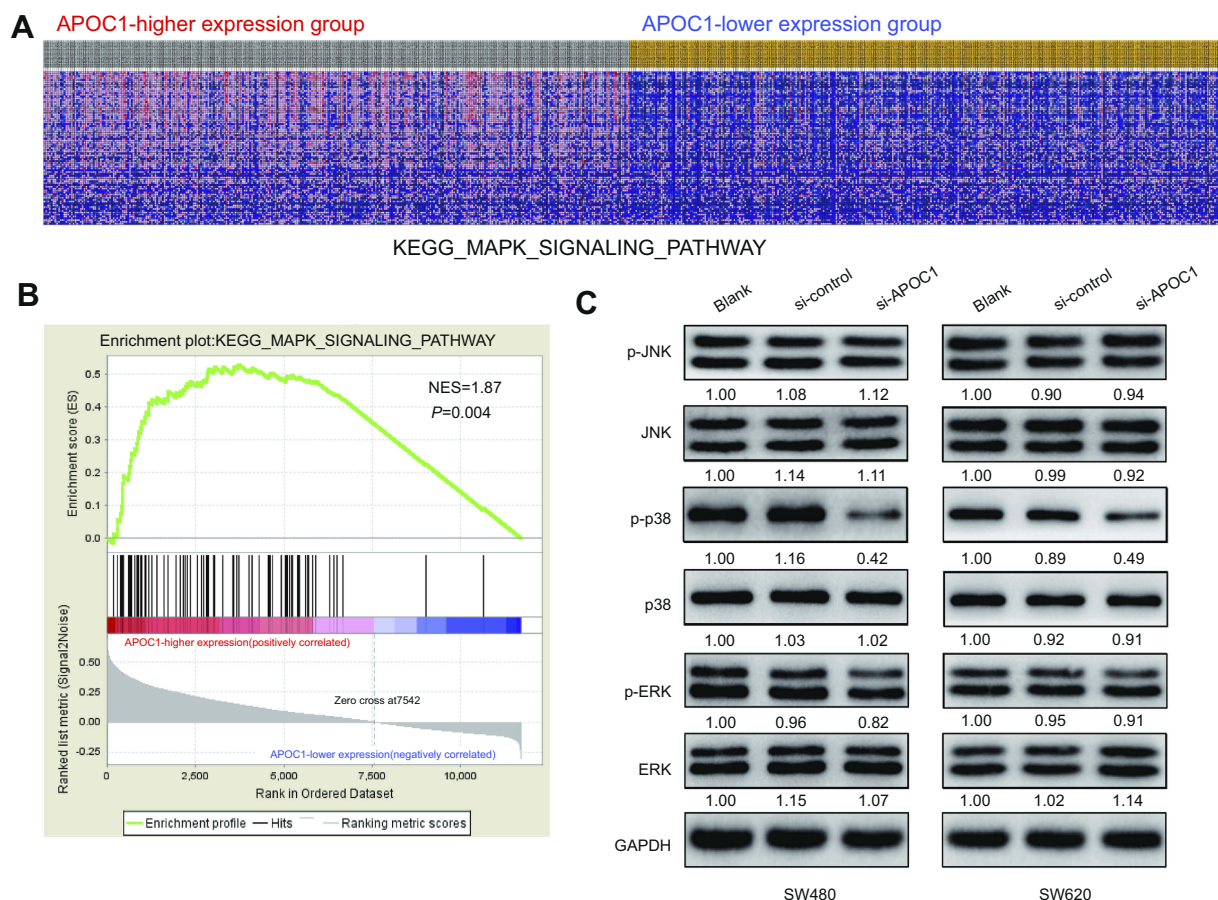 A
APOC1-higher expression group
APOC1-lower expression group
KEGG_MAPK_SIGNALING_PATHWAY
B
Enrichment plot:KEGG_MAPK_SIGNALING_PATHWAY
NES=1.87
P=0.004
Enrichment score (ES)
0.5
0.4
0.3
0.2
0.1
0.0
APOC1-higher expression(positively correlated)
Ranked list metric (Signal2Noise)
0.50
0.25
0.00
-0.25
Zero cross at7542
APOC1-lower expression(negatively correlated)
0 2,500 5,000 7,500 10,000
Rank in Ordered Dataset
Enrichment profile Hits Ranking metric scores
C
Blank si-control si-APOC1 Blank si-control si-APOC1
p-JNK
1.00 1.08 1.12 1.00 0.90 0.94
JNK
1.00 1.14 1.11 1.00 0.99 0.92
p-p38
1.00 1.16 0.42 1.00 0.89 0.49
p38
1.00 1.03 1.02 1.00 0.92 0.91
p-ERK
1.00 0.96 0.82 1.00 0.95 0.91
ERK
1.00 1.15 1.07 1.00 1.02 1.14
GAPDH
SW480 SW620